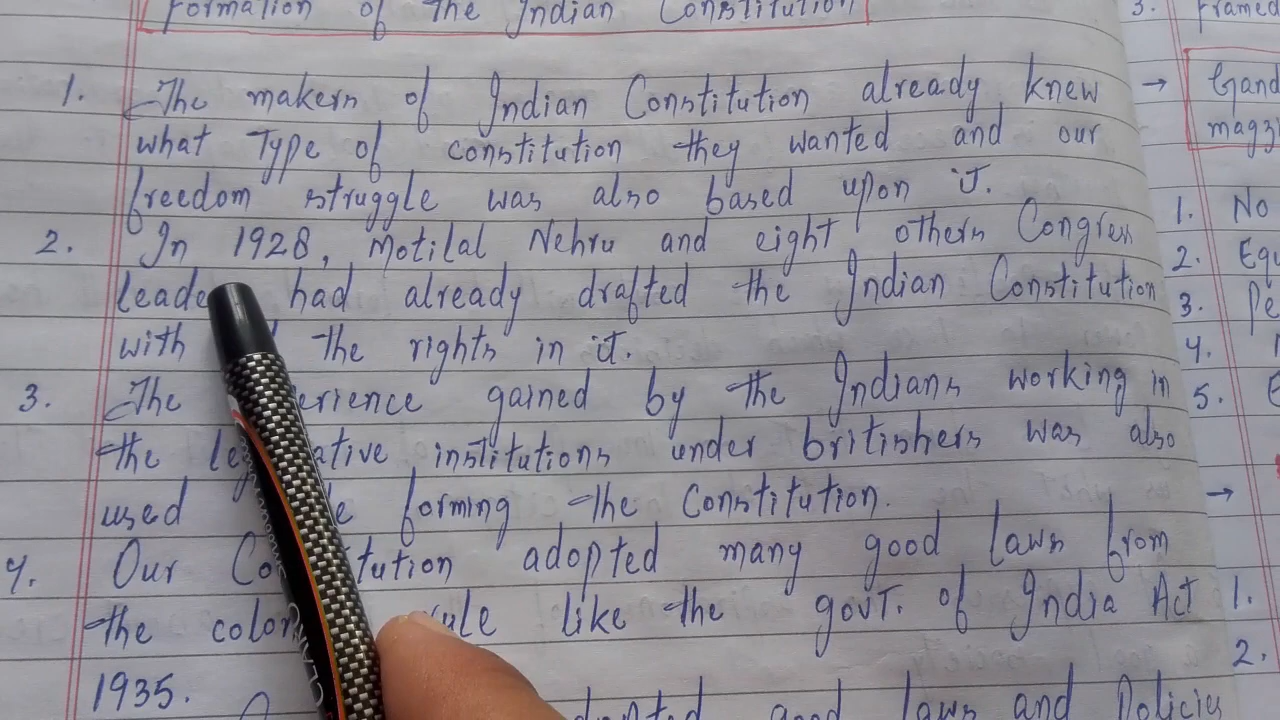 Formation of The Indian Constitution
1. The makers of Indian Constitution already knew
what Type of constitution they wanted and our
freedom struggle was also based upon it.
2. In 1928, Motilal Nehru and eight others Congress
leade had already drafted the Indian Constitution
with the rights in it.
3. The erience gained by the Indians working in
the le ative institutions under britishers was also
used e forming the Constitution.
4. Our Co tution adopted many good laws from
the colon rule like the govt. of India Act
1935.
good laws and Policies
3. Framed
→ Gand
magzi
1. No
2. Equ
3. Pe
4.
5.
→
1.
2.